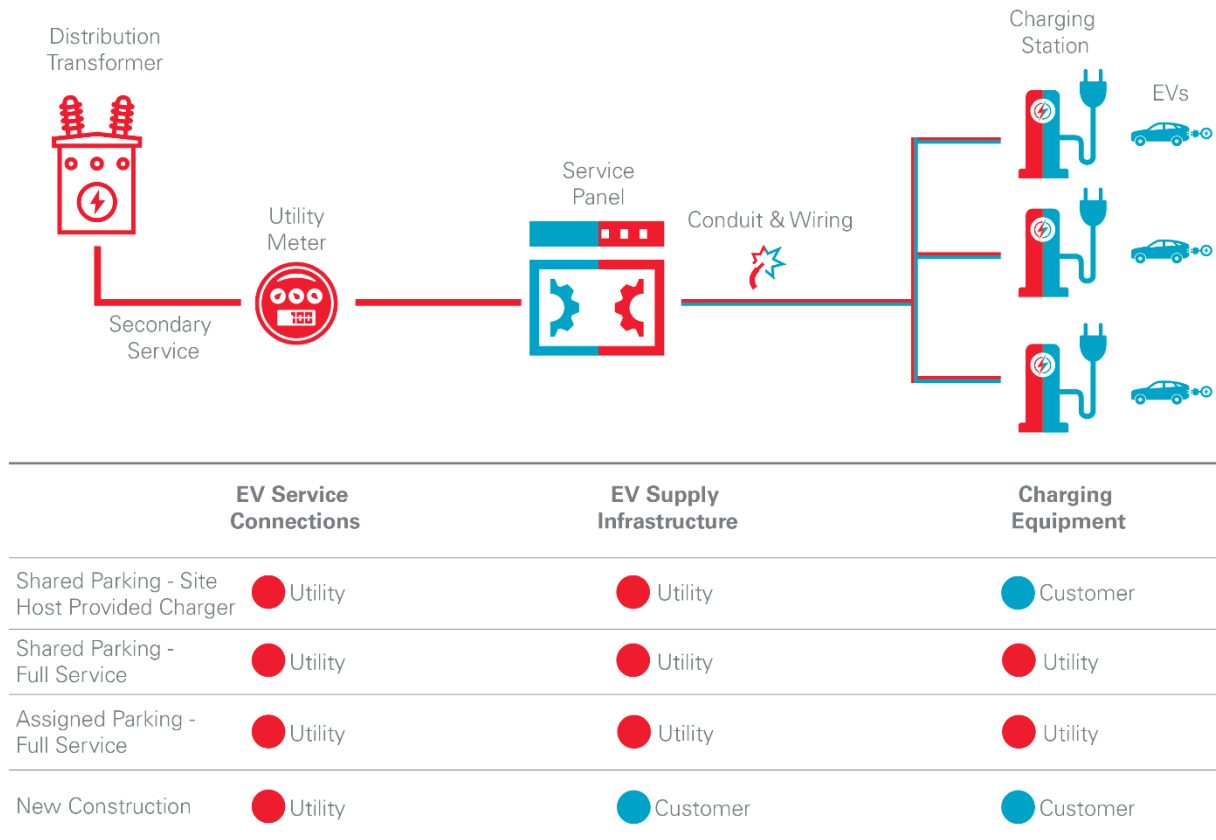 Distribution
Transformer
Charging
Station
EVs
Service
Panel
Utility
Meter
Conduit & Wiring
100
Secondary
Service
EV Service
Connections
EV Supply
Infrastructure
Charging
Equipment
Shared Parking - Site
Host Provided Charger
Utility
Utility
Customer
Shared Parking -
Full Service
Utility
Utility
Utility
Assigned Parking -
Full Service
Utility
Utility
Utility
New Construction
Utility
Customer
Customer